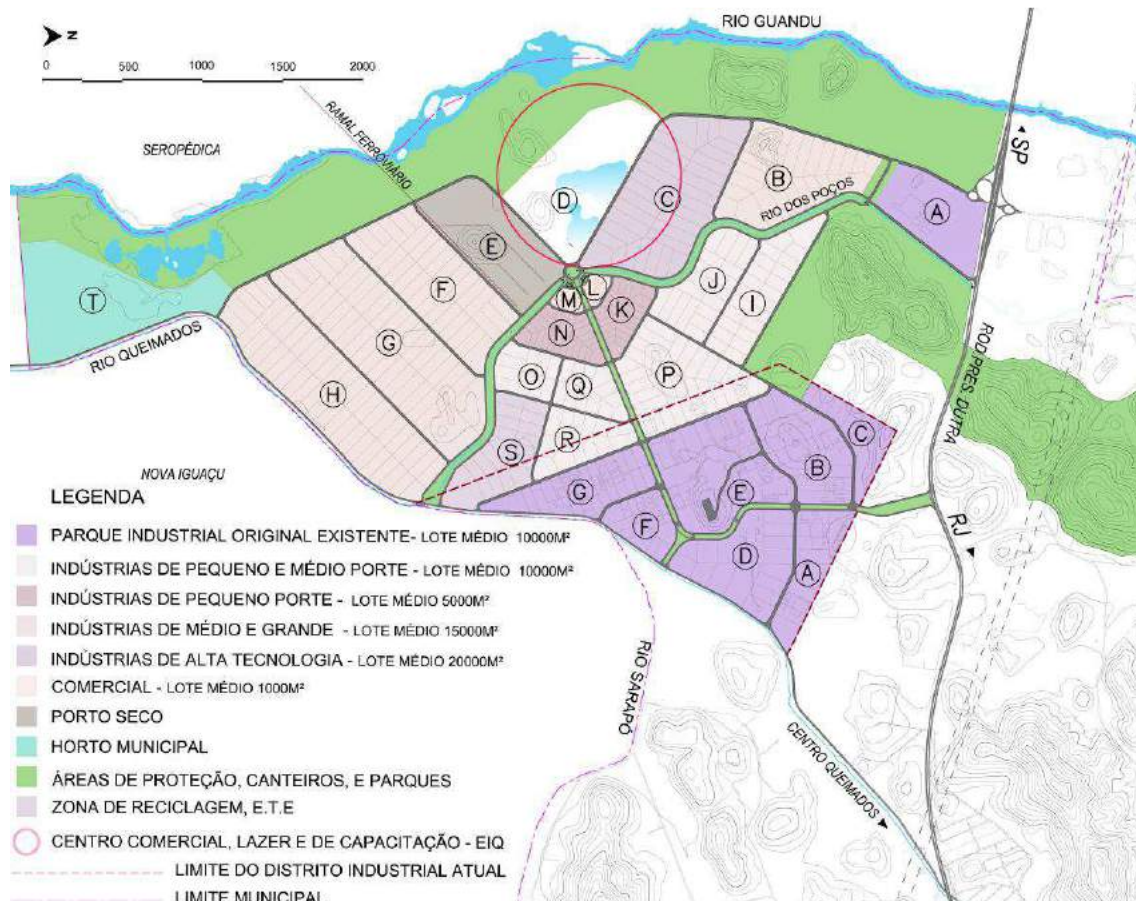 RIO GUANDU
N
0 500 1000 1500 2000
RAMAL FERROVIÁRIO
SEROPÉDICA
SP
D
C
B
RIO DOS POÇOS
A
E
T
F
L
M
K
J
I
N
RIO QUEIMADOS
G
O
Q
P
ROD.PRES. DUTRA
H
S
R
C
B
NOVA IGUAÇU
G
E
F
D
A
RJ
RIO SARAPÓ
CENTRO QUEIMADOS
LEGENDA
PARQUE INDUSTRIAL ORIGINAL EXISTENTE- LOTE MÉDIO 10000M²
INDÚSTRIAS DE PEQUENO E MÉDIO PORTE - LOTE MÉDIO 10000M²
INDÚSTRIAS DE PEQUENO PORTE - LOTE MÉDIO 5000M²
INDÚSTRIAS DE MÉDIO E GRANDE - LOTE MÉDIO 15000M²
INDÚSTRIAS DE ALTA TECNOLOGIA - LOTE MÉDIO 20000M²
COMERCIAL - LOTE MÉDIO 1000M²
PORTO SECO
HORTO MUNICIPAL
ÁREAS DE PROTEÇÃO, CANTEIROS, E PARQUES
ZONA DE RECICLAGEM, E.T.E
CENTRO COMERCIAL, LAZER E DE CAPACITAÇÃO - EIQ
LIMITE DO DISTRITO INDUSTRIAL ATUAL
LIMITE MUNICIPAL